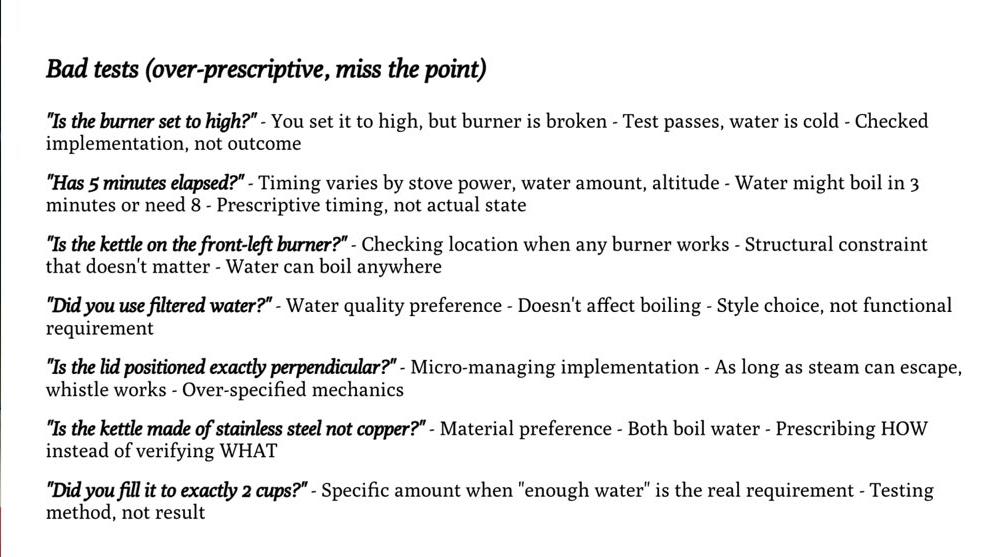 Bad tests (over-prescriptive, miss the point)
"Is the burner set to high?" - You set it to high, but burner is broken - Test passes, water is cold - Checked
implementation, not outcome
"Has 5 minutes elapsed?" - Timing varies by stove power, water amount, altitude - Water might boil in 3
minutes or need 8 - Prescriptive timing, not actual state
"Is the kettle on the front-left burner?" - Checking location when any burner works - Structural constraint
that doesn't matter - Water can boil anywhere
"Did you use filtered water?" - Water quality preference - Doesn't affect boiling - Style choice, not functional
requirement
"Is the lid positioned exactly perpendicular?" - Micro-managing implementation - As long as steam can escape,
whistle works - Over-specified mechanics
"Is the kettle made of stainless steel not copper?" - Material preference - Both boil water - Prescribing HOW
instead of verifying WHAT
"Did you fill it to exactly 2 cups?" - Specific amount when "enough water" is the real requirement - Testing
method, not result